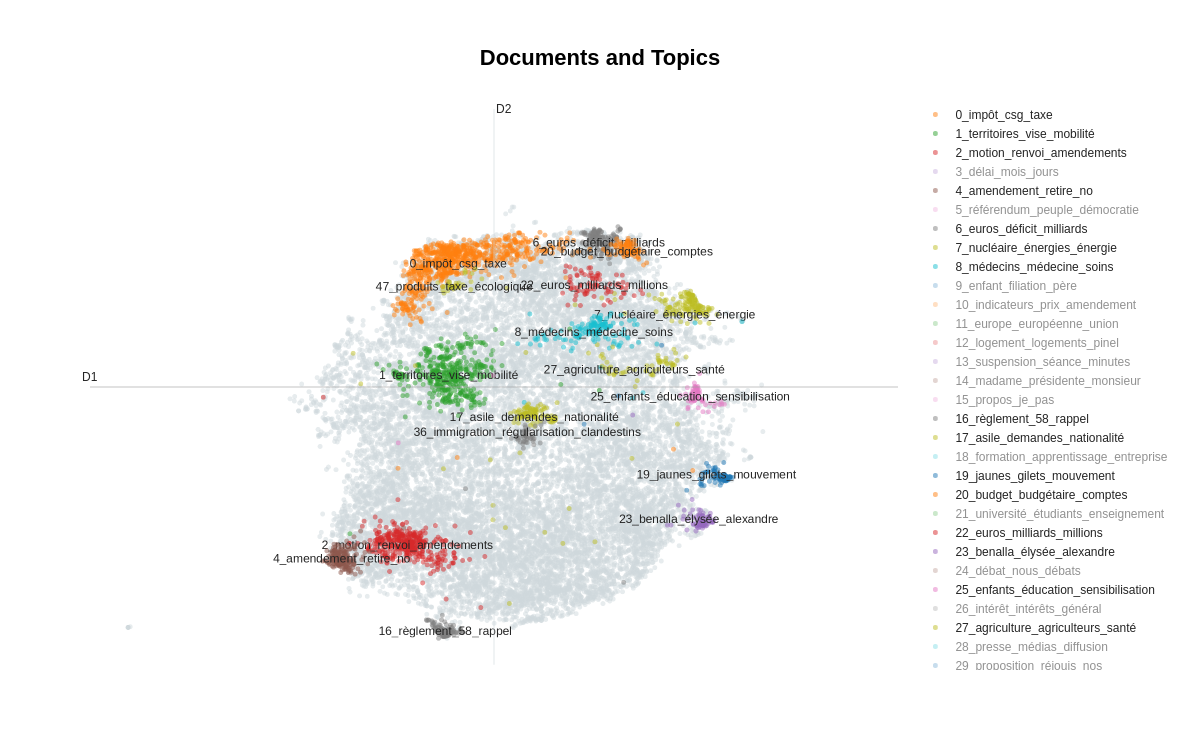 Documents and Topics
D2
D1
6_euros_déficit_milliards
20_budget_budgétaire_comptes
0_impôt_csg_taxe
47_produits_taxe_écologique
22_euros_milliards_millions
7_nucléaire_énergies_énergie
8_médecins_médecine_soins
27_agriculture_agriculteurs_santé
1_territoires_vise_mobilité
25_enfants_éducation_sensibilisation
17_asile_demandes_nationalité
36_immigration_régularisation_clandestins
19_jaunes_gilets_mouvement
23_benalla_élysée_alexandre
2_motion_renvoi_amendements
4_amendement_retire_no
16_règlement_58_rappel
0_impôt_csg_taxe
1_territoires_vise_mobilité
2_motion_renvoi_amendements
3_délai_mois_jours
4_amendement_retire_no
5_référendum_peuple_démocratie
6_euros_déficit_milliards
7_nucléaire_énergies_énergie
8_médecins_médecine_soins
9_enfant_filiation_père
10_indicateurs_prix_amendement
11_europe_européenne_union
12_logement_logements_pinel
13_suspension_séance_minutes
14_madame_présidente_monsieur
15_propos_je_pas
16_règlement_58_rappel
17_asile_demandes_nationalité
18_formation_apprentissage_entreprise
19_jaunes_gilets_mouvement
20_budget_budgétaire_comptes
21_université_étudiants_enseignement
22_euros_milliards_millions
23_benalla_élysée_alexandre
24_débat_nous_débats
25_enfants_éducation_sensibilisation
26_intérêt_intérêts_général
27_agriculture_agriculteurs_santé
28_presse_médias_diffusion
29_proposition_réjouis_nos